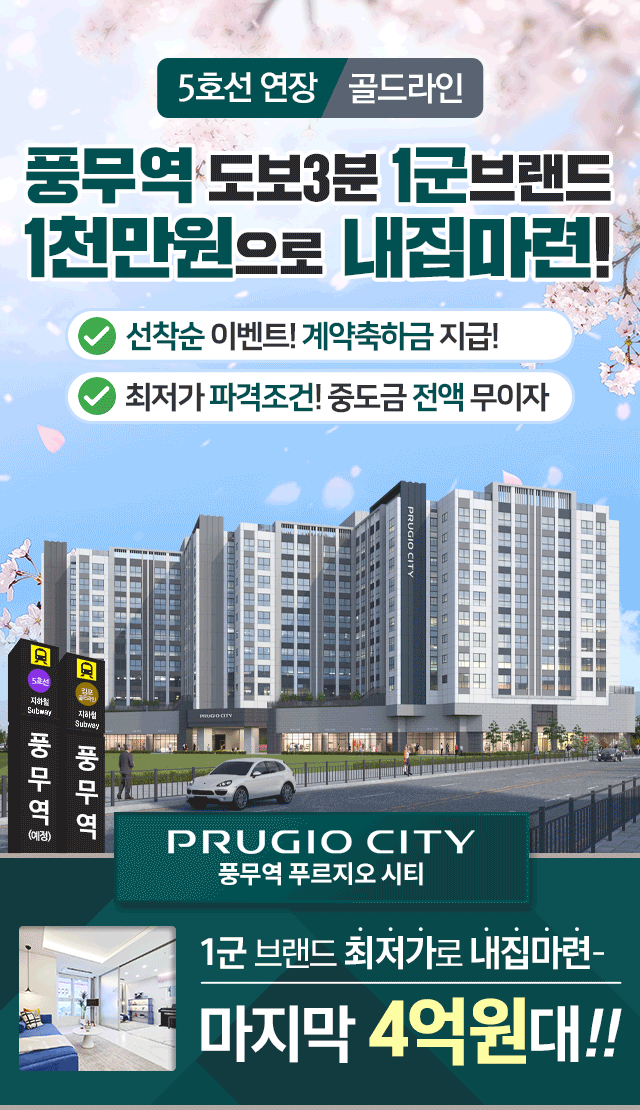 5호선 연장 골드라인
풍무역 도보3분 1군브랜드
1천만원으로 내집마련!
선착순 이벤트! 계약축하금 지급!
최저가 파격조건! 중도금 전액 무이자
PRUGIO CITY
PRUGIO CITY
5호선
지하철
Subway
풍무역
(예정)
김포
골드라인
지하철
Subway
풍무역
PRUGIO CITY
풍무역 푸르지오 시티
1군 브랜드 최저가로 내집마련-
마지막 4억원대!!